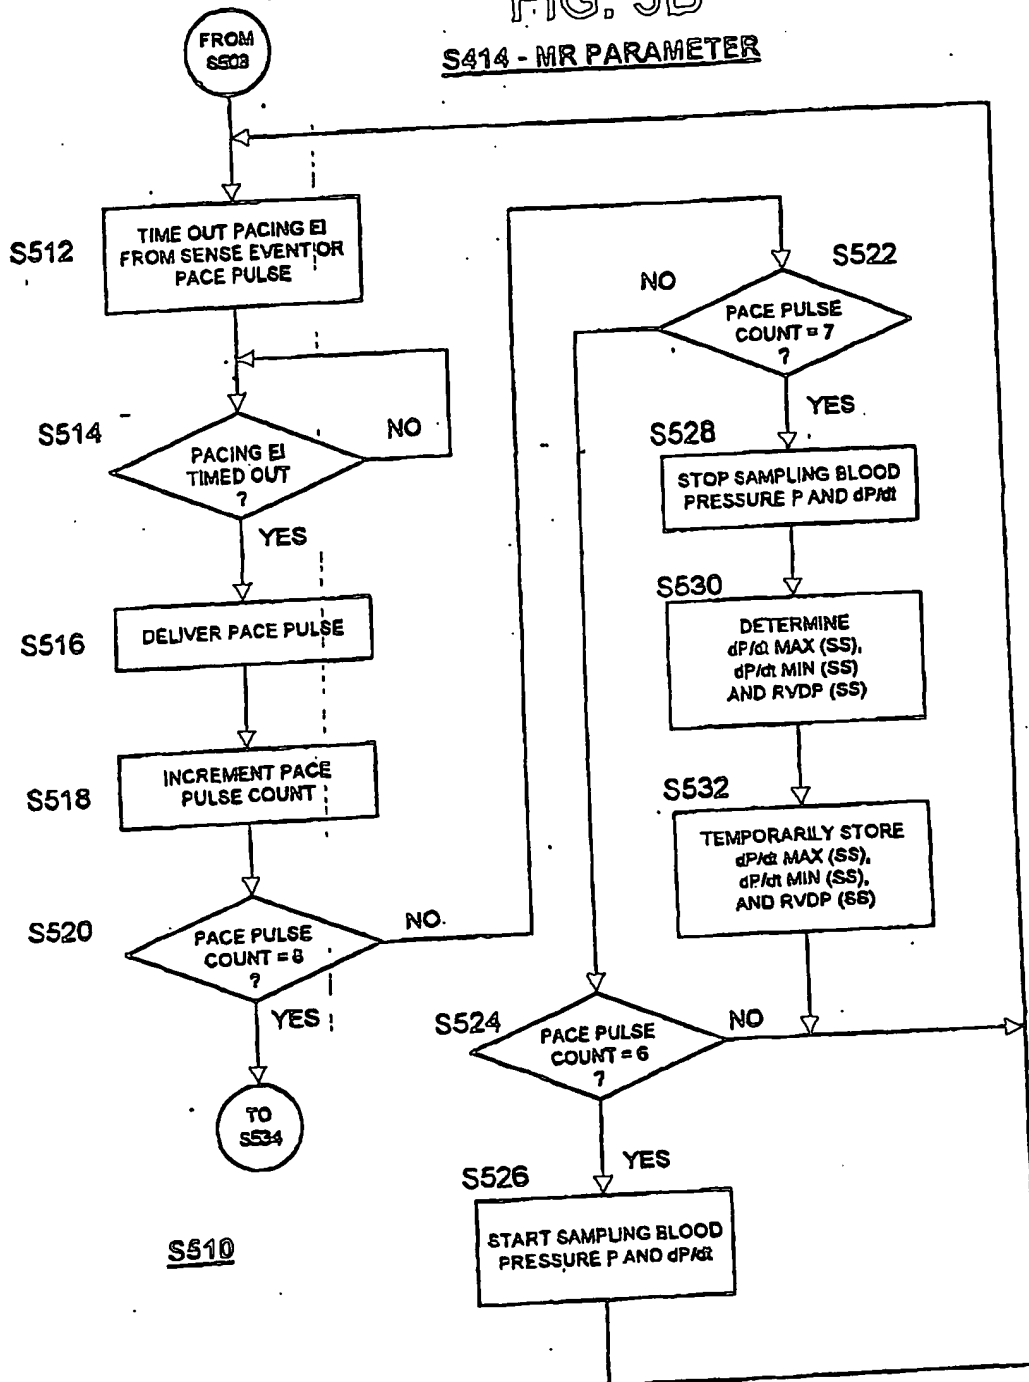 FIG. 5B
S414 - MR PARAMETER
FROM
S508
S512
TIME OUT PACING EI
FROM SENSE EVENT OR
PACE PULSE
S514
PACING EI
TIMED OUT
?
NO
YES
S516
DELIVER PACE PULSE
S518
INCREMENT PACE
PULSE COUNT
S520
PACE PULSE
COUNT = 8
?
NO
YES
TO
S534
S510
S522
PACE PULSE
COUNT = 7
?
NO
YES
S528
STOP SAMPLING BLOOD
PRESSURE P AND dP/dt
S530
DETERMINE
dP/dt MAX (SS),
dP/dt MIN (SS)
AND RVDP (SS)
S532
TEMPORARILY STORE
dP/dt MAX (SS),
dP/dt MIN (SS),
AND RVDP (SS)
S524
PACE PULSE
COUNT = 6
?
NO
YES
S526
START SAMPLING BLOOD
PRESSURE P AND dP/dt